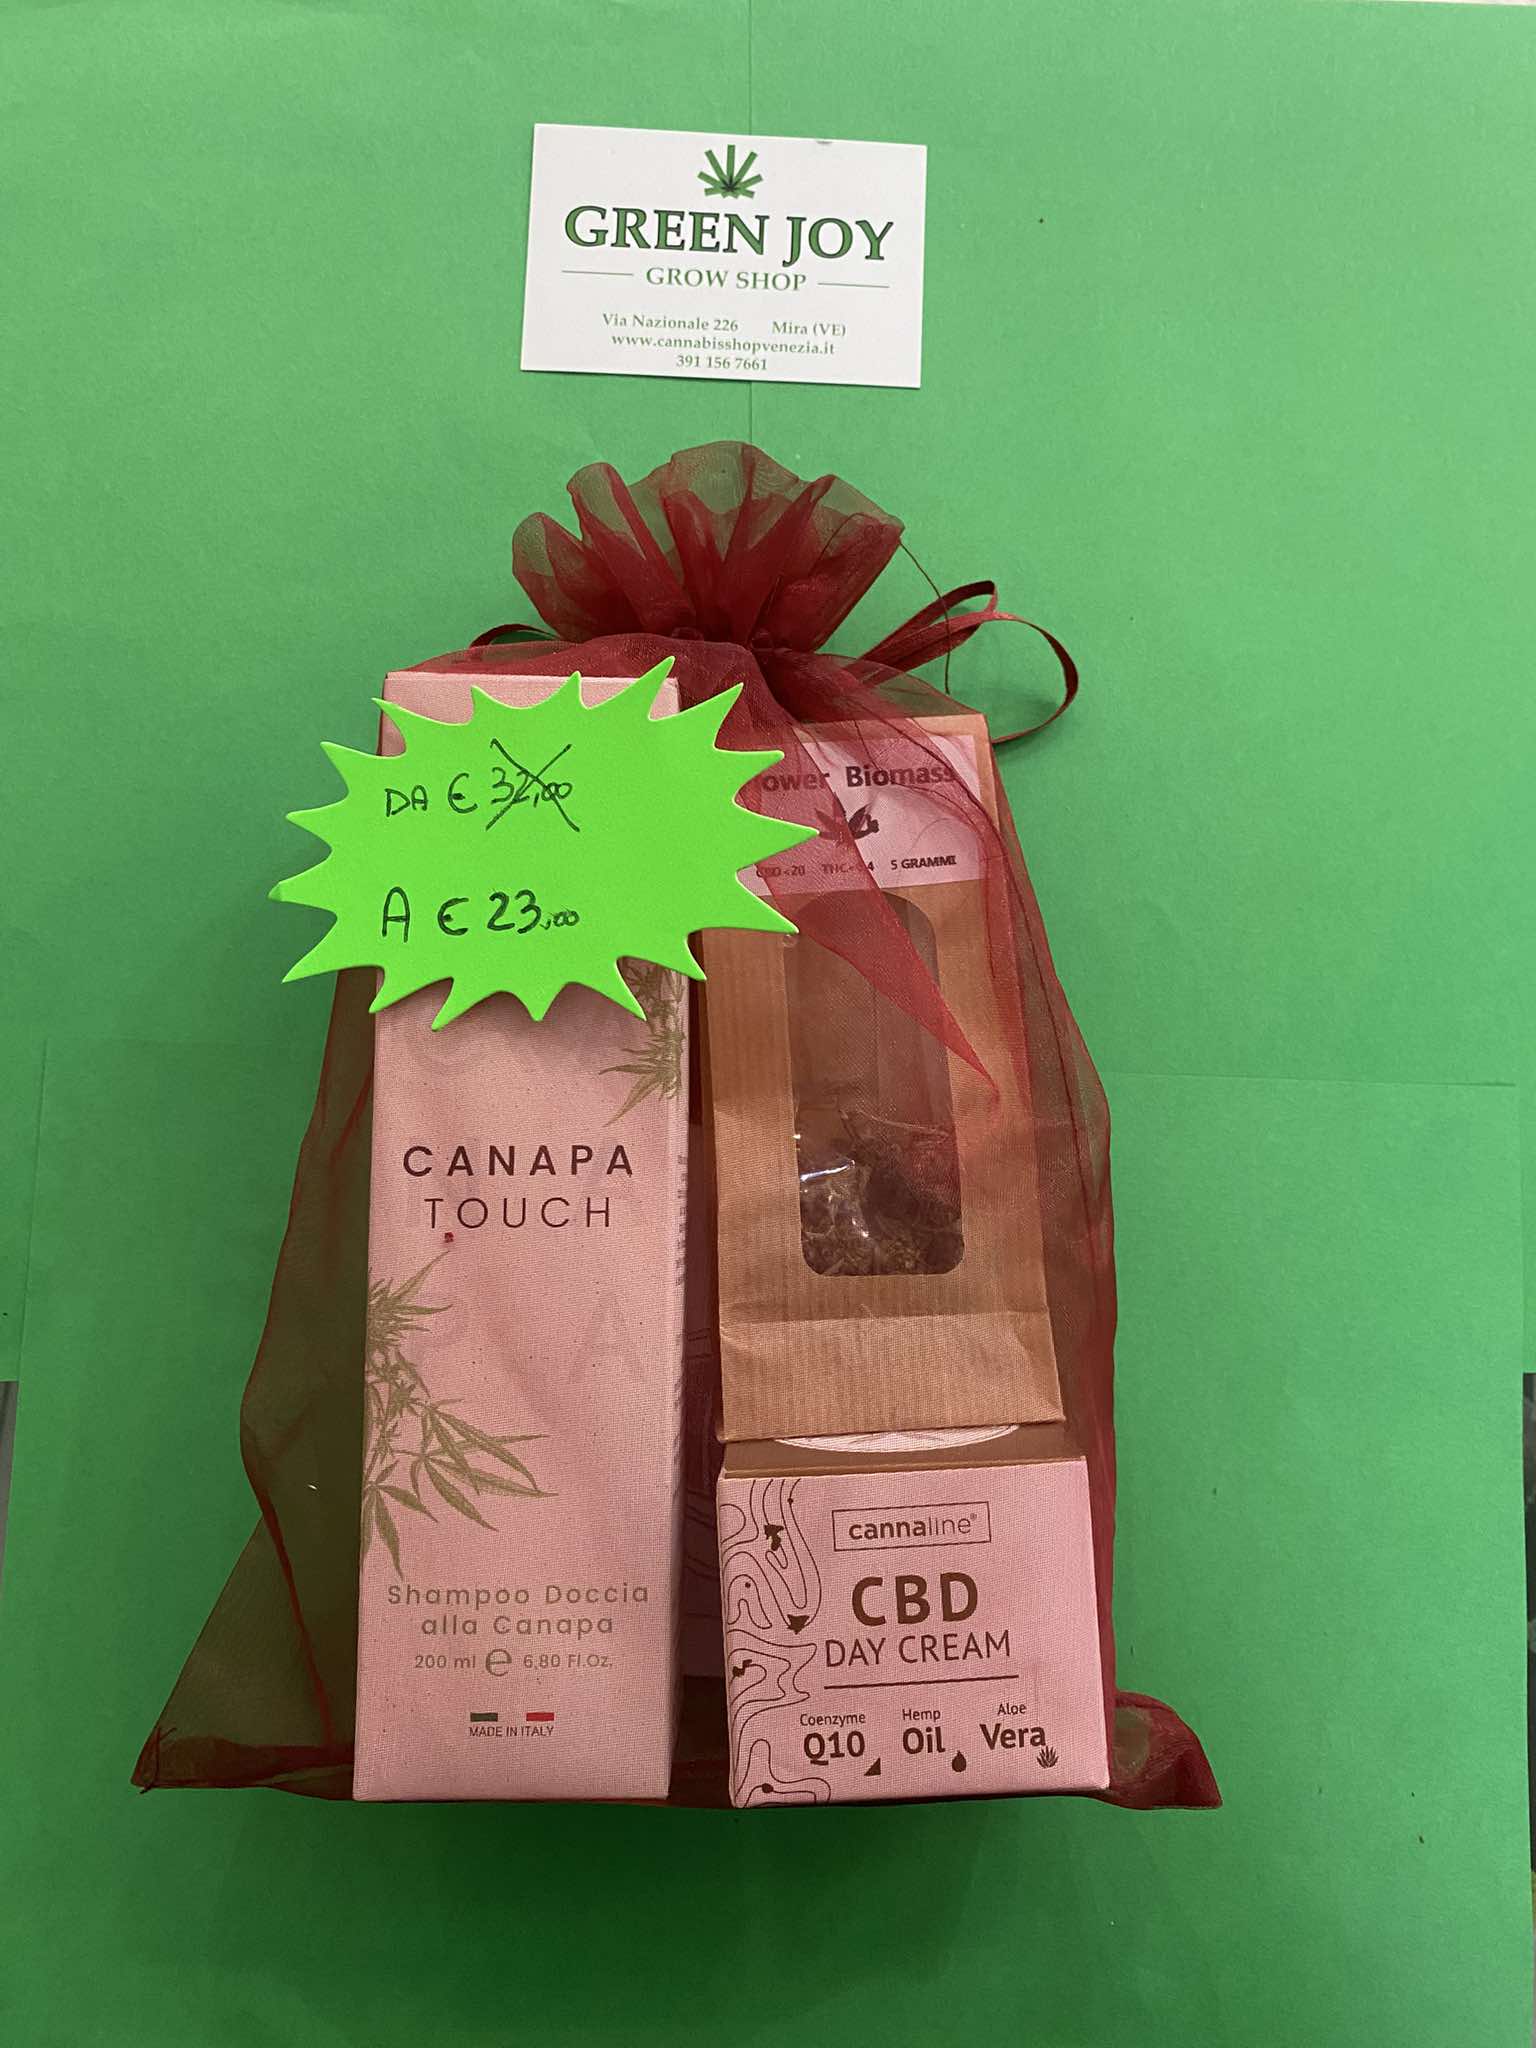 GREEN JOY
GROW SHOP
Via Nazionale 226 Mira (VE)
www.cannabisshopvenezia.it
391 156 7661
DA € 32,00
A € 23,00
ower Biomass
CBD<20 5 GRAMMI
CANAPA
TOUCH
Shampoo Doccia
alla Canapa
200 ml e 6,80 Fl.Oz.
MADE IN ITALY
cannaline®
CBD
DAY CREAM
Coenzyme
Q10
Hemp
Oil
Aloe
Vera